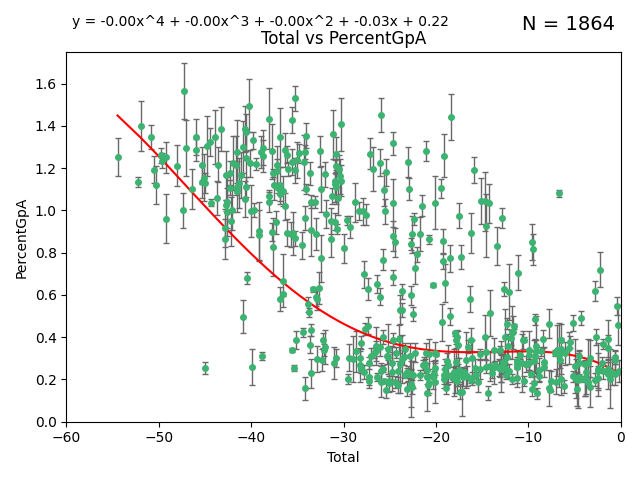 y = -0.00x^4 + -0.00x^3 + -0.00x^2 + -0.03x + 0.22
N = 1864
Total vs PercentGpA
PercentGpA
1.6
1.4
1.2
1.0
0.8
0.6
0.4
0.2
0.0
−60 −50 −40 −30 −20 −10 0
Total